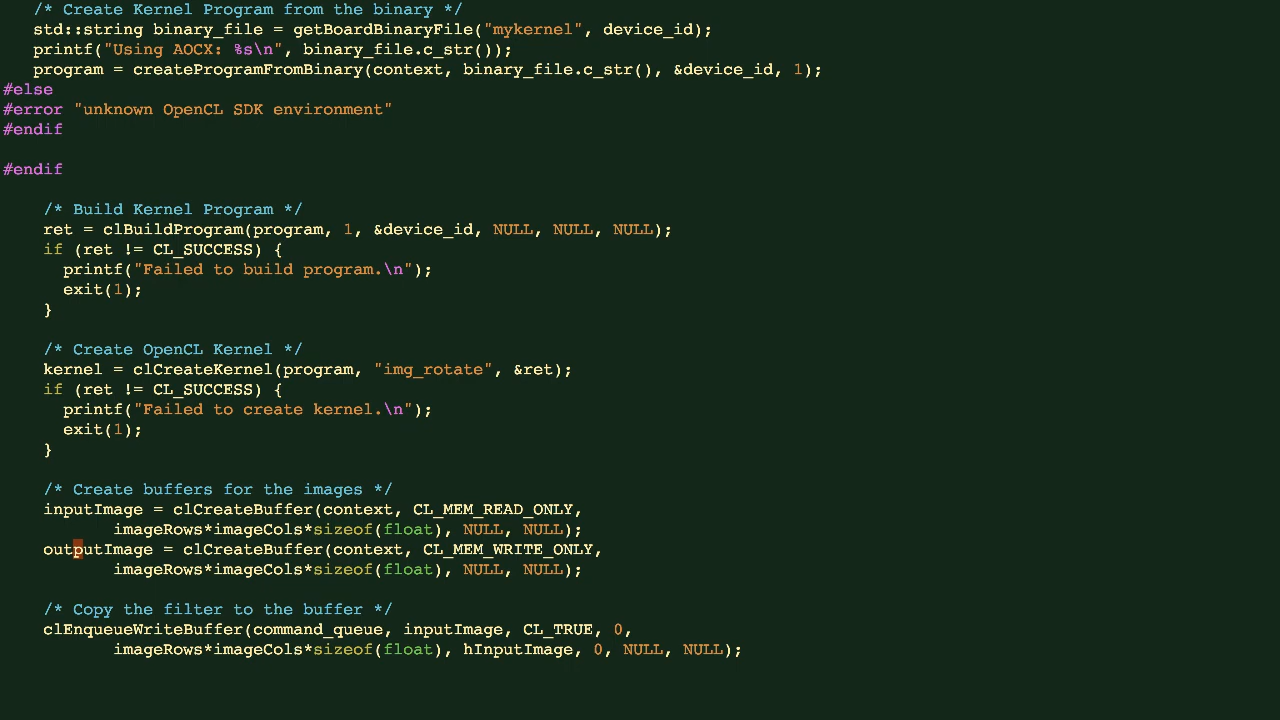 /* Create Kernel Program from the binary */
std::string binary_file = getBoardBinaryFile("mykernel", device_id);
printf("Using AOCX: %s\n", binary_file.c_str());
program = createProgramFromBinary(context, binary_file.c_str(), &device_id, 1);
#else
#error "unknown OpenCL SDK environment"
#endif
#endif
/* Build Kernel Program */
ret = clBuildProgram(program, 1, &device_id, NULL, NULL, NULL);
if (ret != CL_SUCCESS) {
printf("Failed to build program.\n");
exit(1);
}
/* Create OpenCL Kernel */
kernel = clCreateKernel(program, "img_rotate", &ret);
if (ret != CL_SUCCESS) {
printf("Failed to create kernel.\n");
exit(1);
}
/* Create buffers for the images */
inputImage = clCreateBuffer(context, CL_MEM_READ_ONLY,
imageRows*imageCols*sizeof(float), NULL, NULL);
outputImage = clCreateBuffer(context, CL_MEM_WRITE_ONLY,
imageRows*imageCols*sizeof(float), NULL, NULL);
/* Copy the filter to the buffer */
clEnqueueWriteBuffer(command_queue, inputImage, CL_TRUE, 0,
imageRows*imageCols*sizeof(float), hInputImage, 0, NULL, NULL);